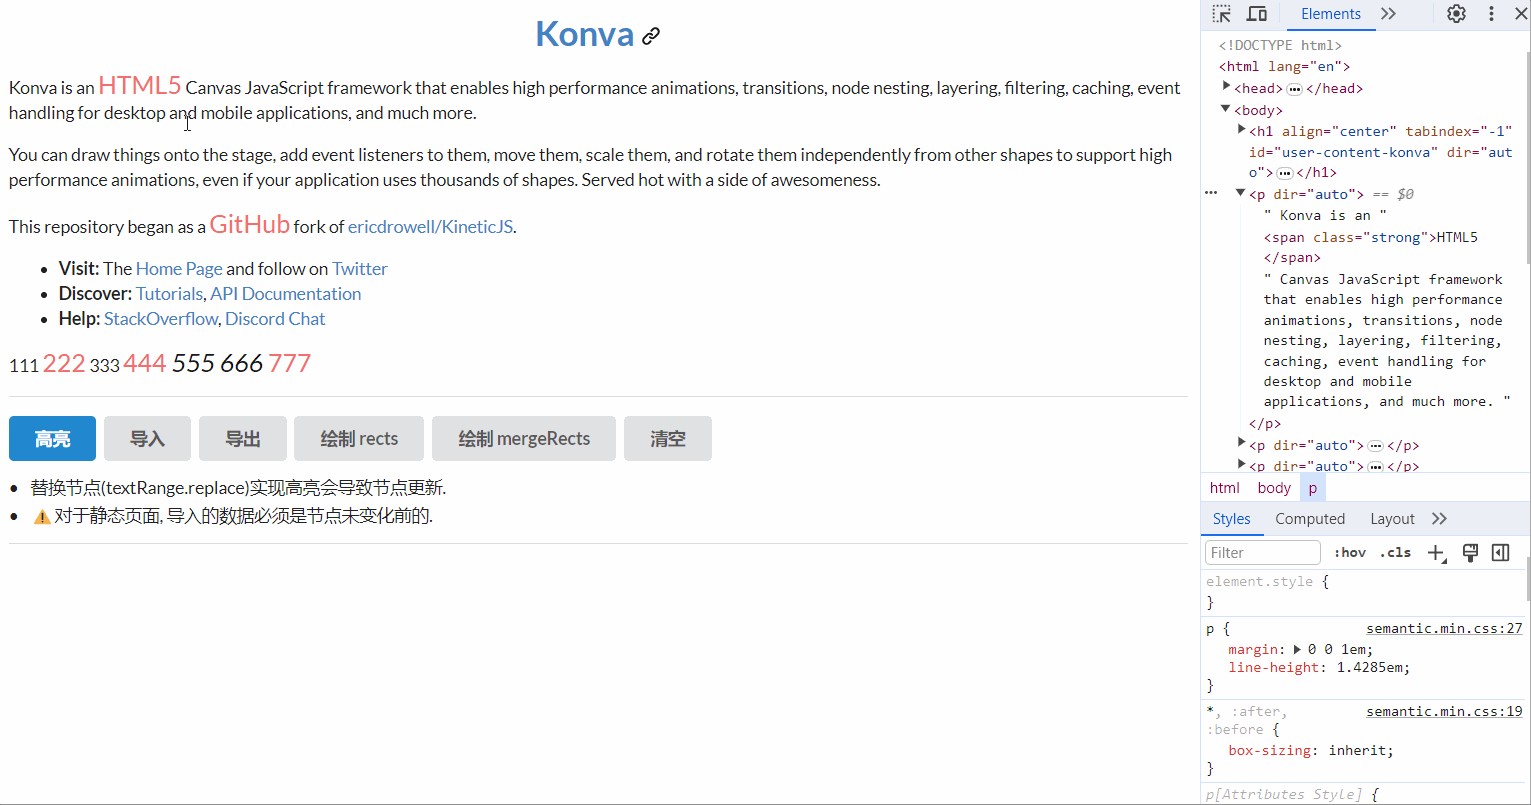 Konva
Konva is an HTML5 Canvas JavaScript framework that enables high performance animations, transitions, node nesting, layering, filtering, caching, event
handling for desktop and mobile applications, and much more.
You can draw things onto the stage, add event listeners to them, move them, scale them, and rotate them independently from other shapes to support high
performance animations, even if your application uses thousands of shapes. Served hot with a side of awesomeness.
This repository began as a GitHub fork of ericdrowell/KineticJS.
• Visit: The Home Page and follow on Twitter
• Discover: Tutorials, API Documentation
• Help: StackOverflow, Discord Chat
111 222 333 444 555 666 777
高亮 导入 导出 绘制 rects 绘制 mergeRects 清空
• 替换节点(textRange.replace)实现高亮会导致节点更新.
• ⚠️ 对于静态页面, 导入的数据必须是节点未变化前的.
Elements
<!DOCTYPE html>
<html lang="en">
<head> ••• </head>
<body>
<h1 align="center" tabindex="-1"
id="user-content-konva" dir="aut
o"> ••• </h1>
••• <p dir="auto"> == $0
" Konva is an "
<span class="strong">HTML5
</span>
" Canvas JavaScript framework
that enables high performance
animations, transitions, node
nesting, layering, filtering,
caching, event handling for
desktop and mobile
applications, and much more. "
</p>
<p dir="auto"> ••• </p>
<p dir="auto"> ••• </p>
html body p
Styles Computed Layout
Filter :hov .cls
element.style {
}
p { semantic.min.css:27
margin: 0 0 1em;
line-height: 1.4285em;
}
*, :after, semantic.min.css:19
:before {
box-sizing: inherit;
}
p[Attributes Style] {